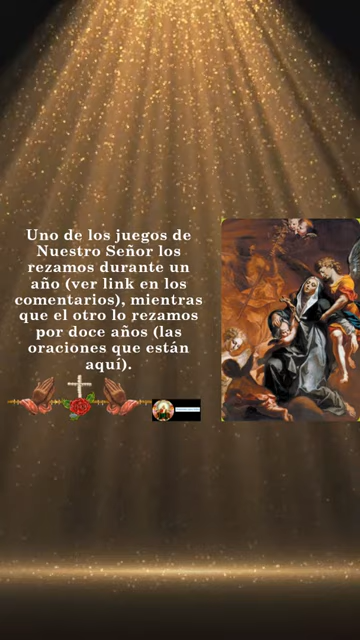 Uno de los juegos de
Nuestro Señor los
rezamos durante un
año (ver link en los
comentarios), mientras
que el otro lo rezamos
por doce años (las
oraciones que están
aquí).